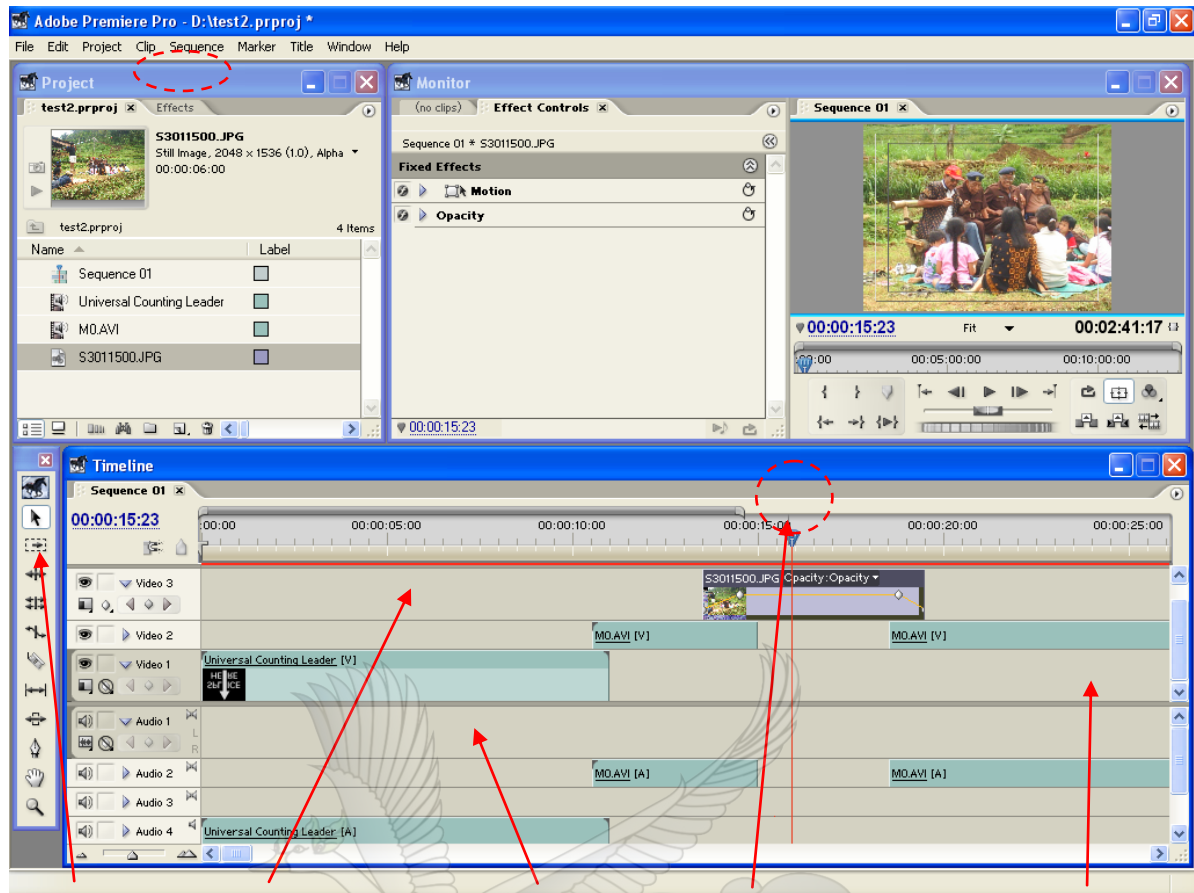 Adobe Premiere Pro - D:\test2.prproj *
File Edit Project Clip Sequence Marker Title Window Help
Project
test2.prproj Effects
S3011500.JPG
Still Image, 2048 x 1536 (1.0), Alpha
00:00:06:00
test2.prproj 4 Items
Name Label
Sequence 01
Universal Counting Leader
M0.AVI
S3011500.JPG
Monitor
(no clips) Effect Controls
Sequence 01 * S3011500.JPG
Fixed Effects
Motion
Opacity
00:00:15:23
Sequence 01
00:00:15:23 Fit 00:02:41:17
:00:00 00:05:00:00 00:10:00:00
Timeline
Sequence 01
00:00:15:23
:00:00 00:00:05:00 00:00:10:00 00:00:15:00 00:00:20:00 00:00:25:00
Video 3
S3011500.JPG Opacity:Opacity
Video 2 M0.AVI [V] M0.AVI [V]
Video 1 Universal Counting Leader [V]
Audio 1
L
R
Audio 2 M0.AVI [A] M0.AVI [A]
Audio 3
Audio 4 Universal Counting Leader [A]